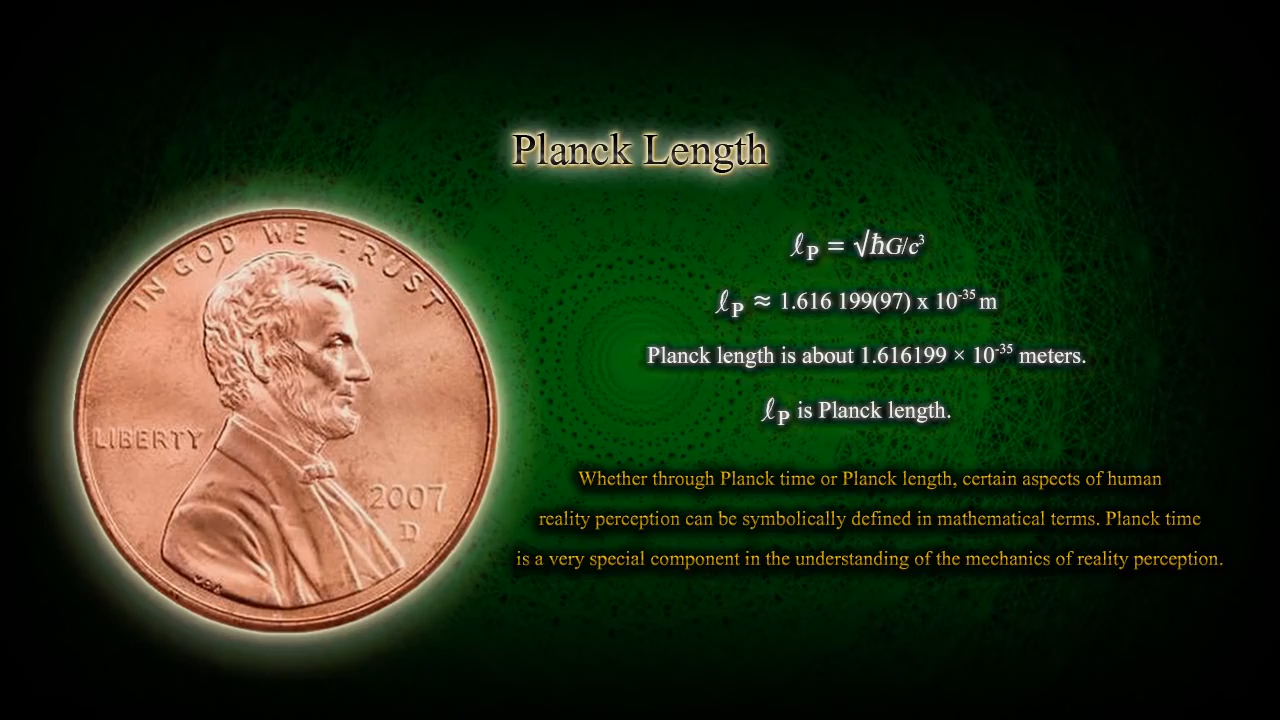 Planck Length
IN GOD WE TRUST
LIBERTY
2007
D
ℓP = √ħG/c³
ℓP ≈ 1.616 199(97) x 10⁻³⁵ m
Planck length is about 1.616199 × 10⁻³⁵ meters.
ℓP is Planck length.
Whether through Planck time or Planck length, certain aspects of human
reality perception can be symbolically defined in mathematical terms. Planck time
is a very special component in the understanding of the mechanics of reality perception.